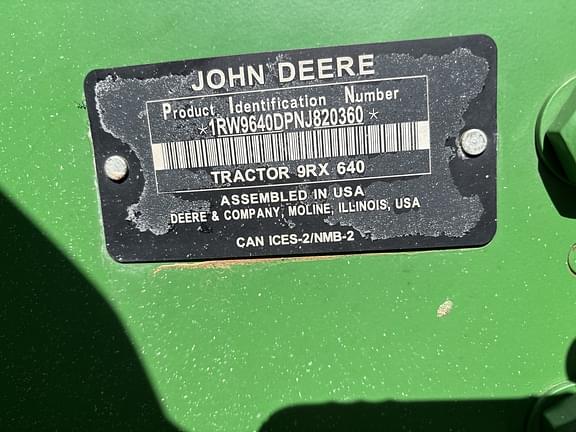 JOHN DEERE
Product Identification Number
*1RW9640DPNJ820360*
TRACTOR 9RX 640
ASSEMBLED IN USA
DEERE & COMPANY, MOLINE, ILLINOIS, USA
CAN ICES-2/NMB-2